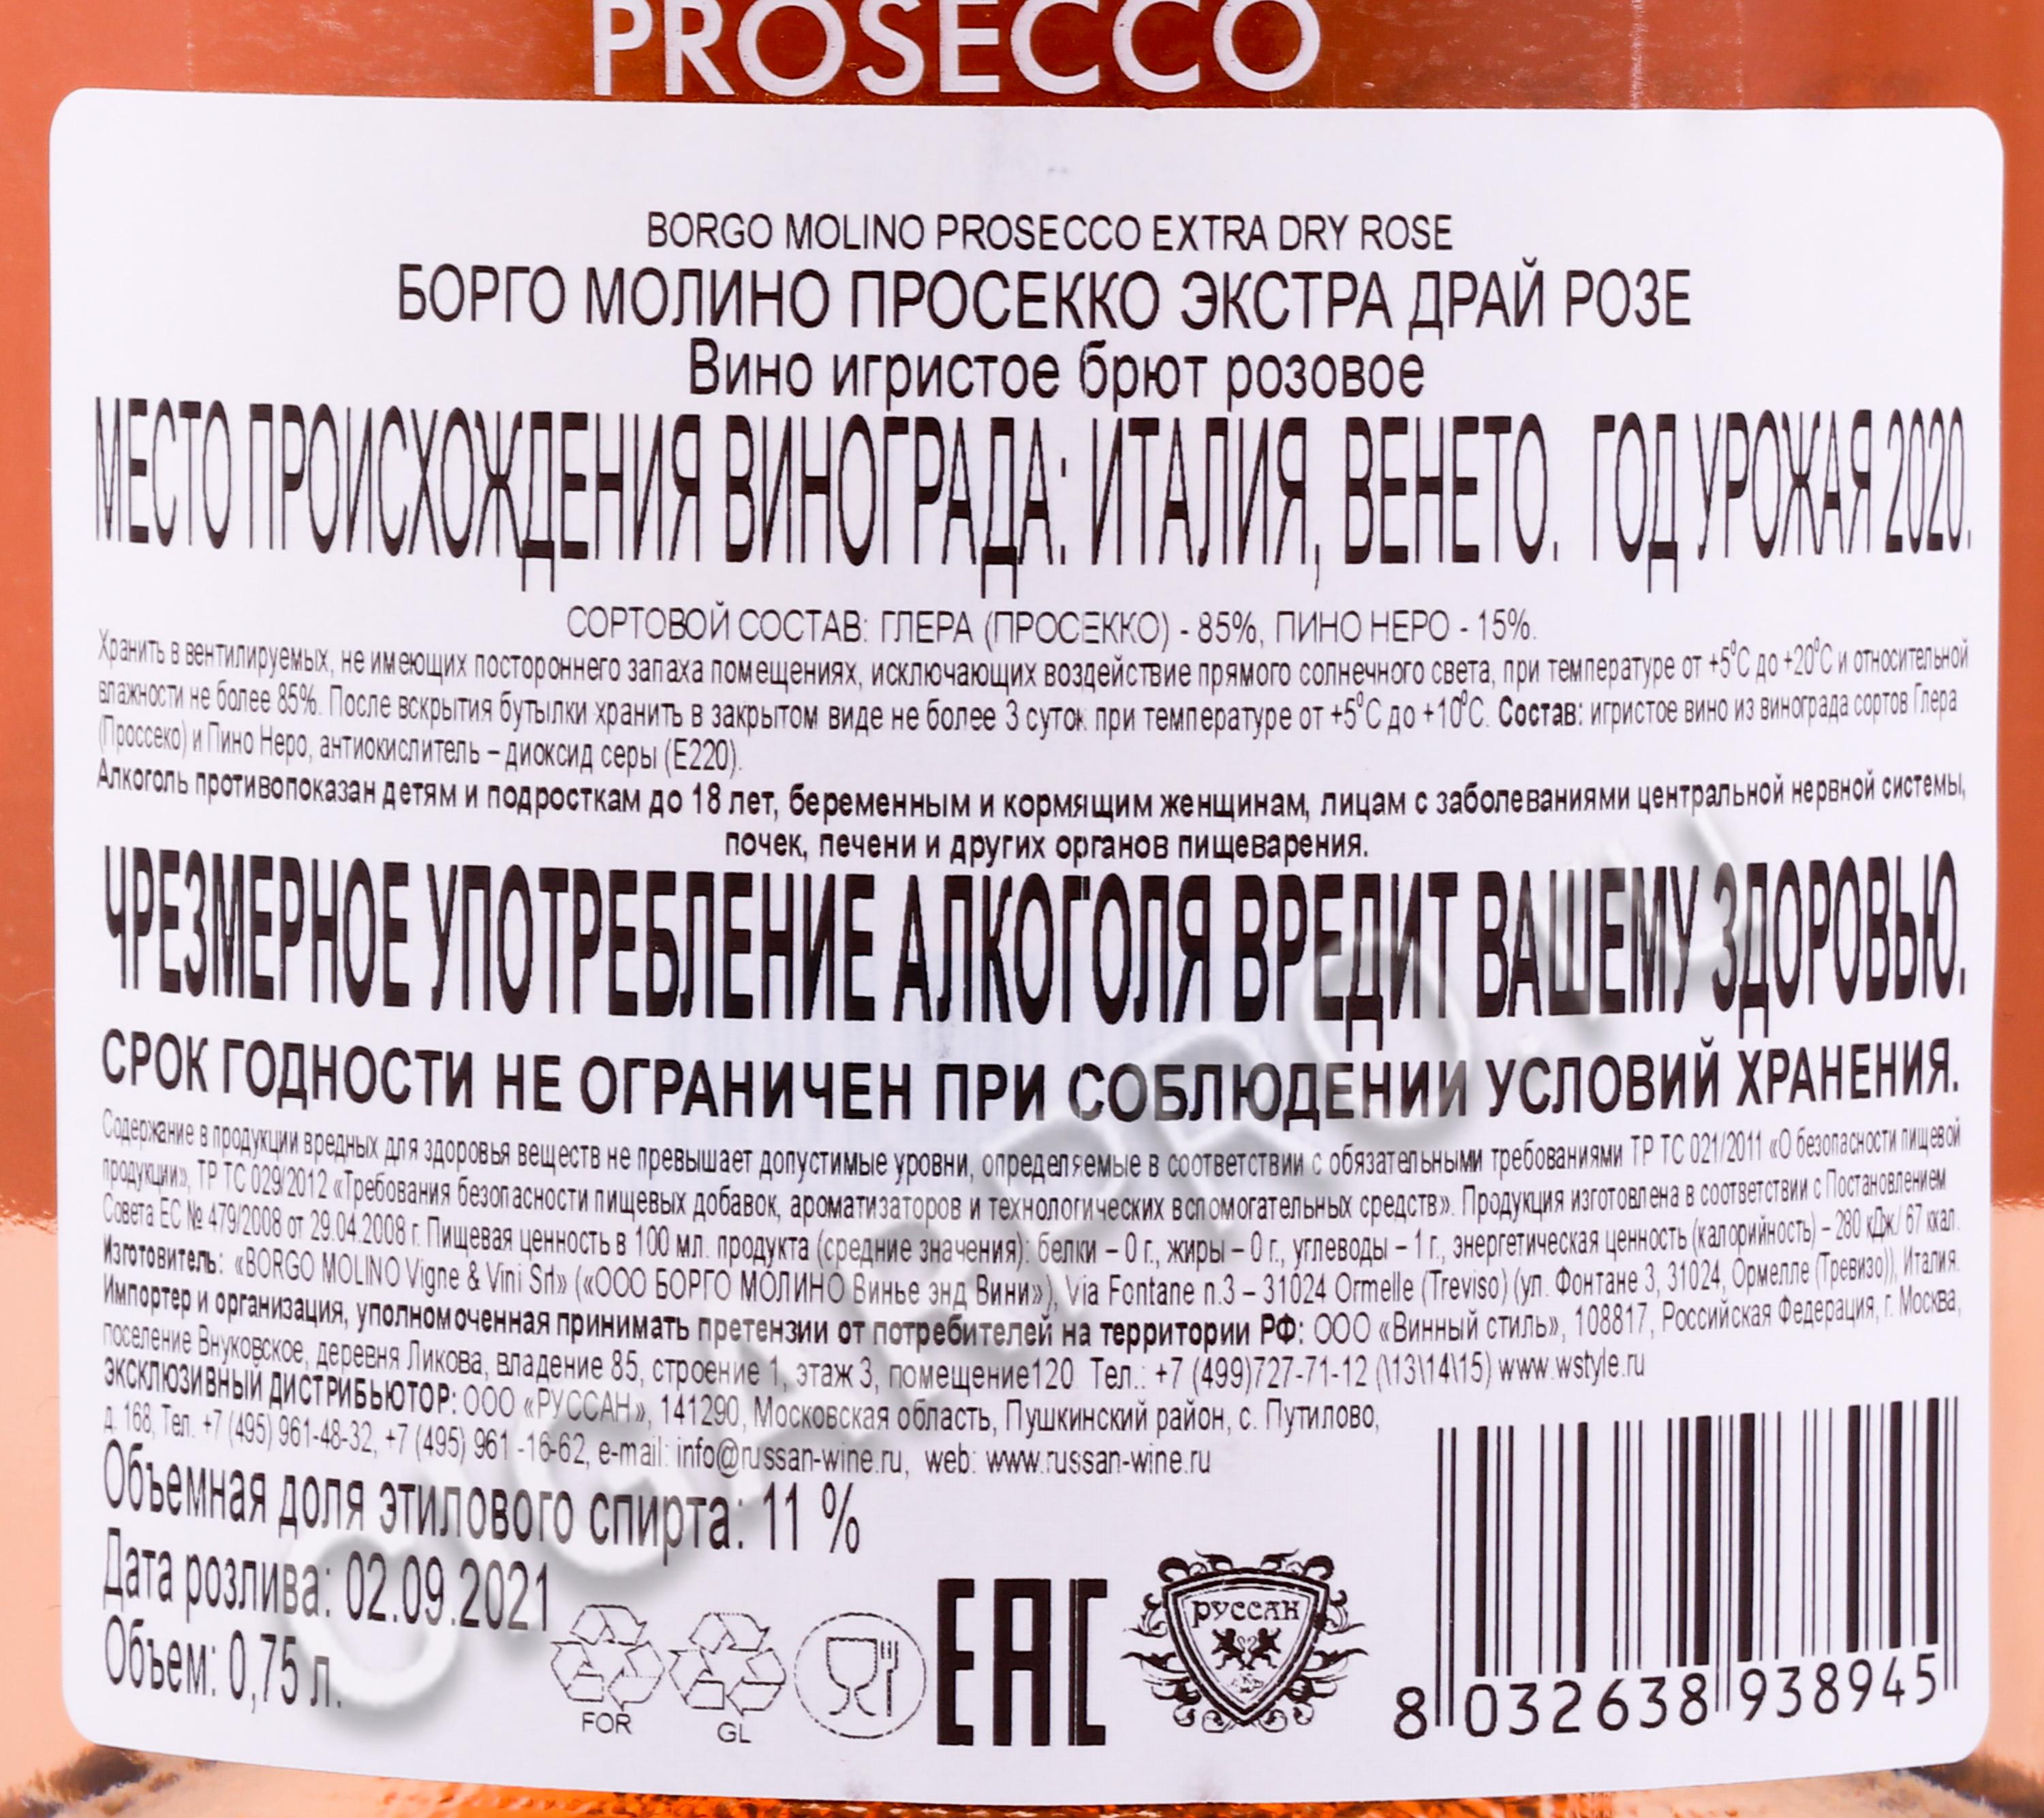 PROSECCO
BORGO MOLINO PROSECCO EXTRA DRY ROSE
БОРГО МОЛИНО ПРОСЕККО ЭКСТРА ДРАЙ РОЗЕ
Вино игристое брют розовое
МЕСТО ПРОИСХОЖДЕНИЯ ВИНОГРАДА: ИТАЛИЯ, ВЕНЕТО. ГОД УРОЖАЯ 2020.
СОРТОВОЙ СОСТАВ: ГЛЕРА (ПРОСЕККО) - 85%, ПИНО НЕРО - 15%.
Хранить в вентилируемых, не имеющих постороннего запаха помещениях, исключающих воздействие прямого солнечного света, при температуре от +5⁰С до +20⁰С и относительной
влажности не более 85%. После вскрытия бутылки хранить в закрытом виде не более 3 суток при температуре от +5⁰С до +10⁰С. Состав: игристое вино из винограда сортов Глера
(Проссеко) и Пино Неро, антиокислитель – диоксид серы (Е220).
Алкоголь противопоказан детям и подросткам до 18 лет, беременным и кормящим женщинам, лицам с заболеваниями центральной нервной системы,
почек, печени и других органов пищеварения.
ЧРЕЗМЕРНОЕ УПОТРЕБЛЕНИЕ АЛКОГОЛЯ ВРЕДИТ ВАШЕМУ ЗДОРОВЬЮ.
СРОК ГОДНОСТИ НЕ ОГРАНИЧЕН ПРИ СОБЛЮДЕНИИ УСЛОВИЙ ХРАНЕНИЯ.
Содержание в продукции вредных для здоровья веществ не превышает допустимые уровни, определяемые в соответствии с обязательными требованиями ТР ТС 021/2011 «О безопасности пищевой
продукции», ТР ТС 029/2012 «Требования безопасности пищевых добавок, ароматизаторов и технологических вспомогательных средств». Продукция изготовлена в соответствии с Постановлением
Совета ЕС № 479/2008 от 29.04.2008 г. Пищевая ценность в 100 мл. продукта (средние значения): белки – 0 г., жиры – 0 г., углеводы – 1 г., энергетическая ценность (калорийность) – 280 кДж/ 67 ккал.
Изготовитель: «BORGO MOLINO Vigne & Vini Srl» («ООО БОРГО МОЛИНО Винье энд Вини»), Via Fontane n.3 – 31024 Ormelle (Treviso) (ул. Фонтане 3, 31024, Ормелле (Тревизо)), Италия.
Импортер и организация, уполномоченная принимать претензии от потребителей на территории РФ: ООО «Винный стиль», 108817, Российская Федерация, г. Москва,
поселение Внуковское, деревня Ликова, владение 85, строение 1, этаж 3, помещение120. Тел.: +7 (499)727-71-12 (\13\14\15) www.wstyle.ru
ЭКСКЛЮЗИВНЫЙ ДИСТРИБЬЮТОР: ООО «РУССАН», 141290, Московская область, Пушкинский район, с. Путилово,
д. 168, Тел. +7 (495) 961-48-32, +7 (495) 961 -16-62, e-mail: info@russan-wine.ru, web: www.russan-wine.ru
Объемная доля этилового спирта: 11 %
Дата розлива: 02.09.2021
Объем: 0,75 л.
FOR
GL
EAC
РУССАН
8 032638 938945
CIGARPRO.RU